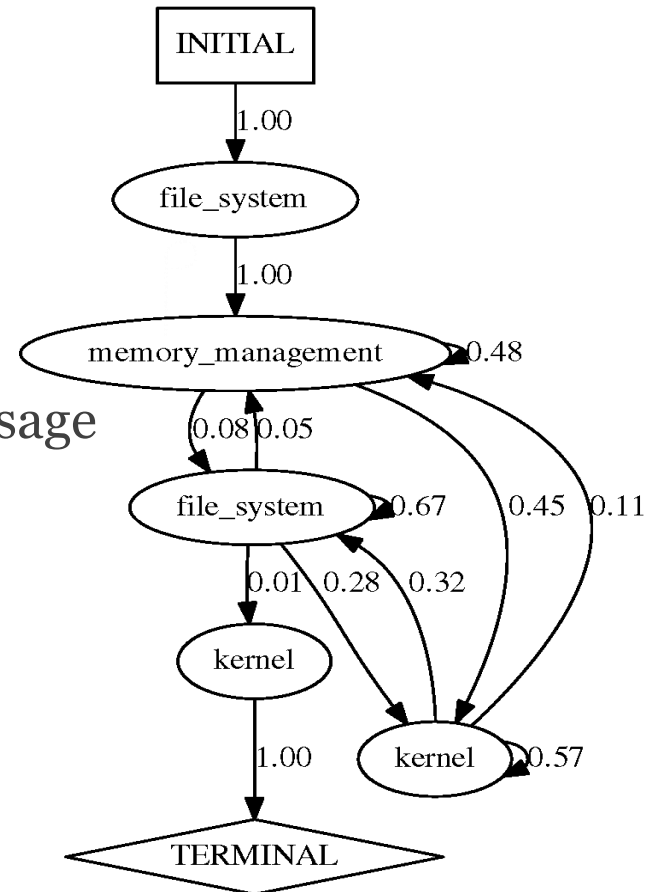 INITIAL
1.00
file_system
1.00
memory_management
0.48
sage
0.08
0.05
file_system
0.67
0.45
0.11
0.01
0.28
0.32
kernel
kernel
0.57
1.00
TERMINAL